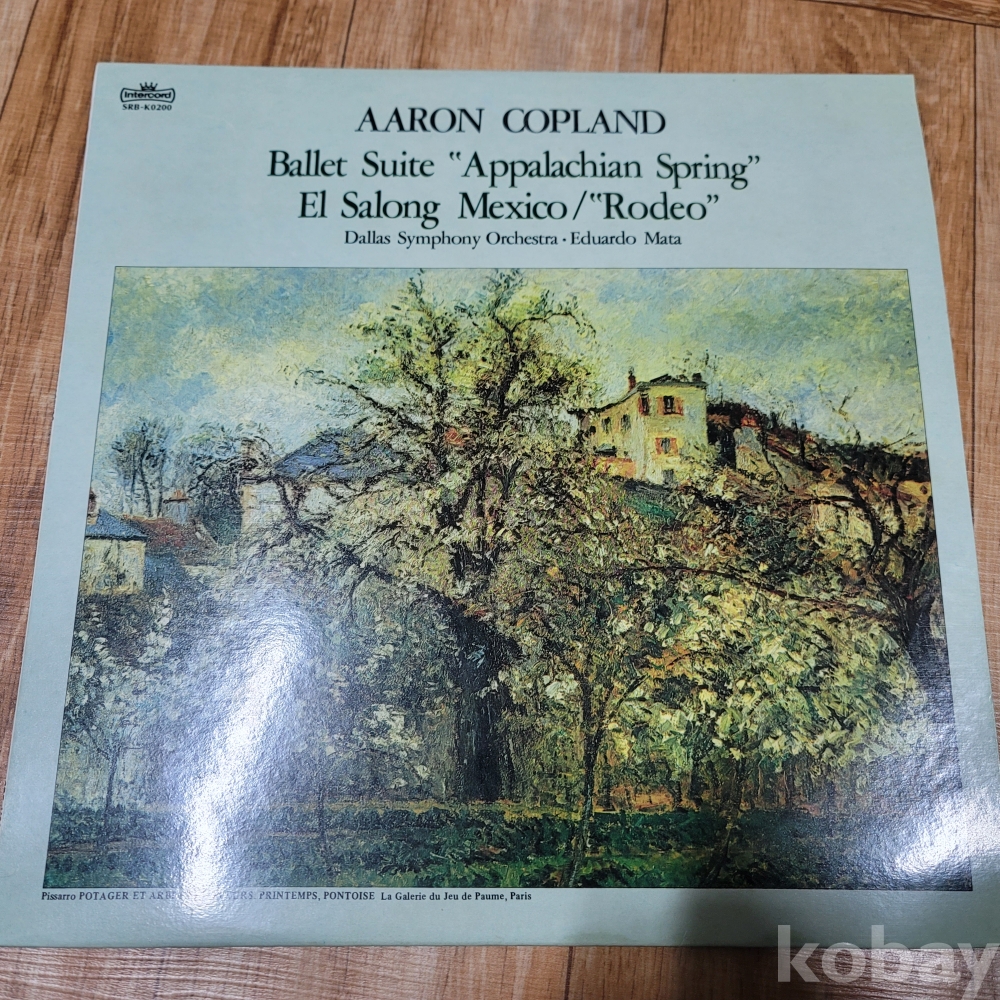 Intercord
SRB-K0200
AARON COPLAND
Ballet Suite "Appalachian Spring"
El Salong Mexico/"Rodeo"
Dallas Symphony Orchestra · Eduardo Mata
Pissarro POTAGER ET PRINTEMPS, PONTOISE La Galerie du Jeu de Paume, Paris
kobay